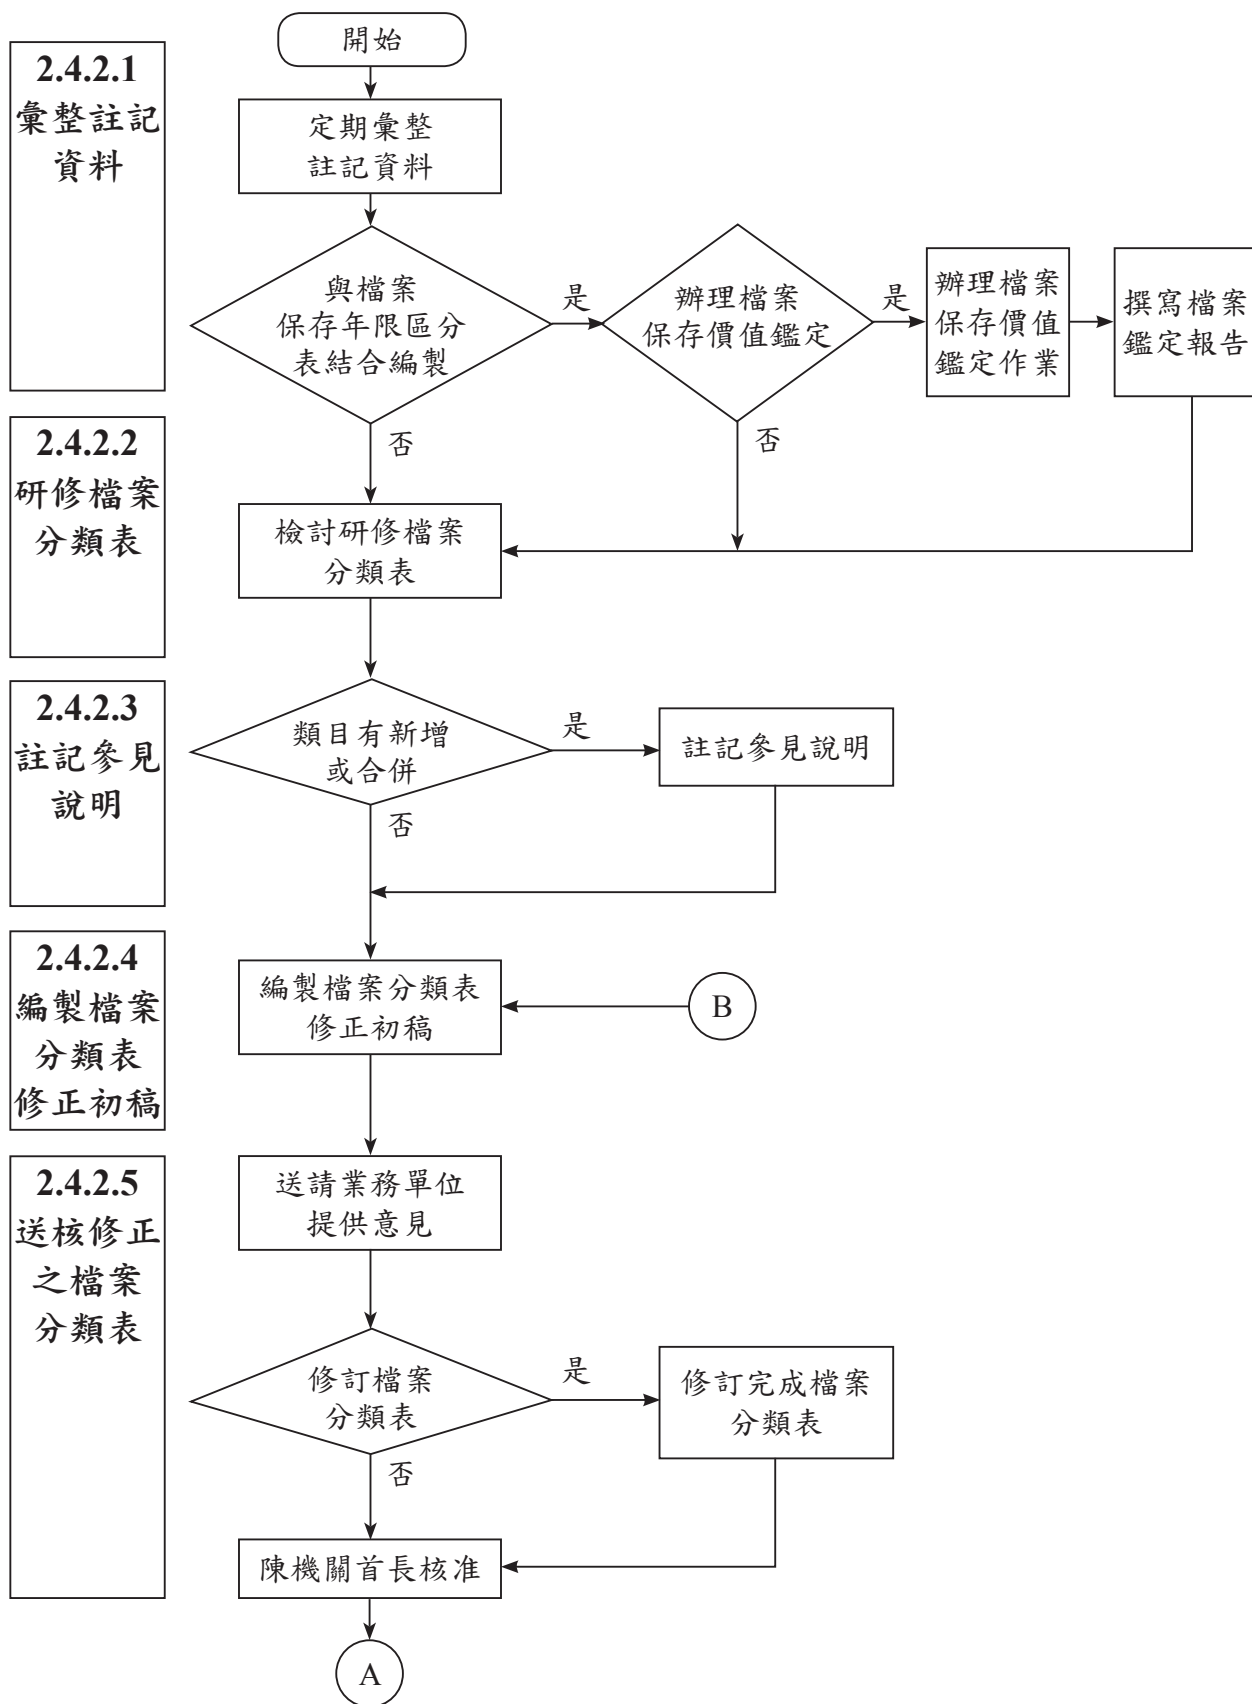 開始
2.4.2.1
彙整註記
資料
定期彙整
註記資料
與檔案
保存年限區分
表結合編製
是
辦理檔案
保存價值鑑定
是
辦理檔案
保存價值
鑑定作業
撰寫檔案
鑑定報告
否
否
2.4.2.2
研修檔案
分類表
檢討研修檔案
分類表
2.4.2.3
註記參見
說明
類目有新增
或合併
是
註記參見說明
否
2.4.2.4
編製檔案
分類表
修正初稿
編製檔案分類表
修正初稿
B
2.4.2.5
送核修正
之檔案
分類表
送請業務單位
提供意見
修訂檔案
分類表
是
修訂完成檔案
分類表
否
陳機關首長核准
A